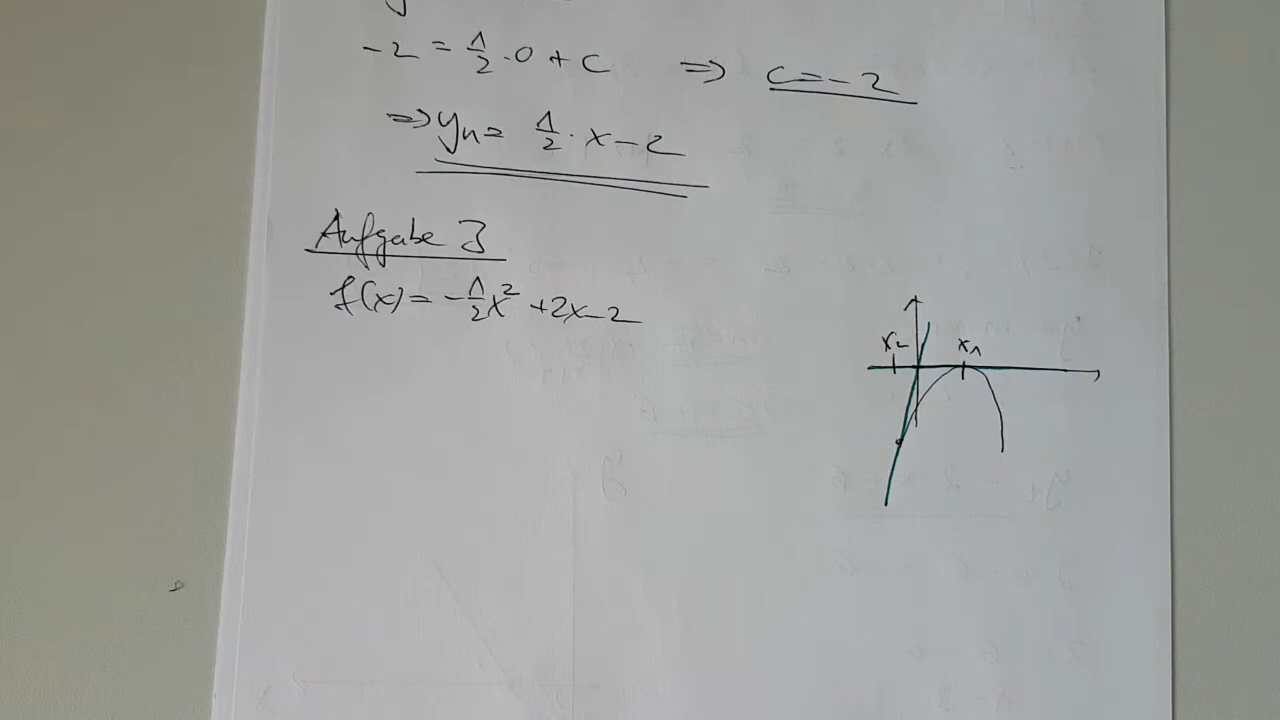 -2 = 1/2 · 0 + c ⇒ c = -2
⇒ yn = 1/2 · x - 2
Aufgabe 3
f(x) = -1/2 x² + 2x - 2
x2 x1